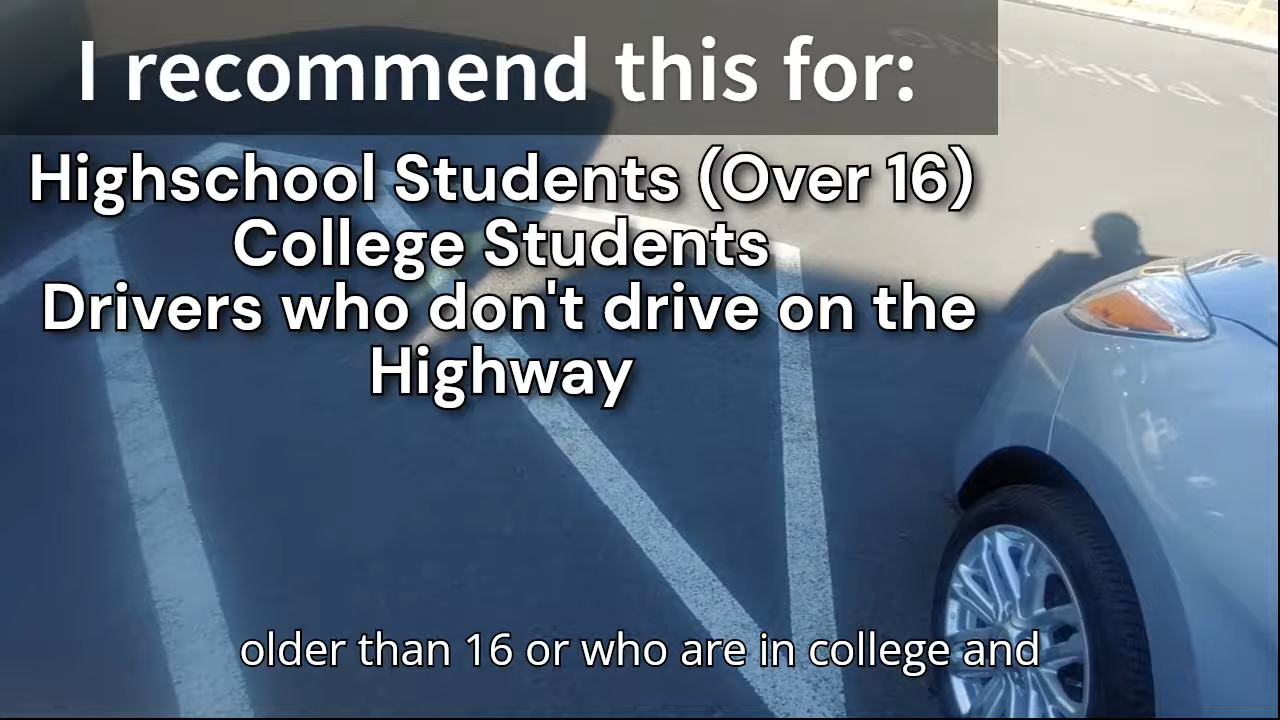 I recommend this for:
Highschool Students (Over 16)
College Students
Drivers who don't drive on the
Highway
older than 16 or who are in college and